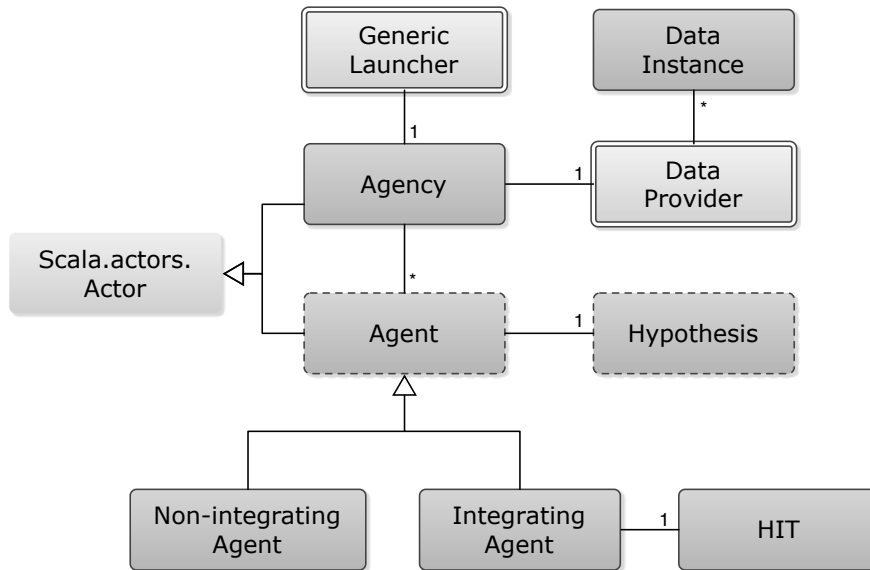 Generic
Launcher
Data
Instance
1
*
Agency
1
Data
Provider
Scala.actors.
Actor
*
Agent
1
Hypothesis
Non-integrating
Agent
Integrating
Agent
1
HIT